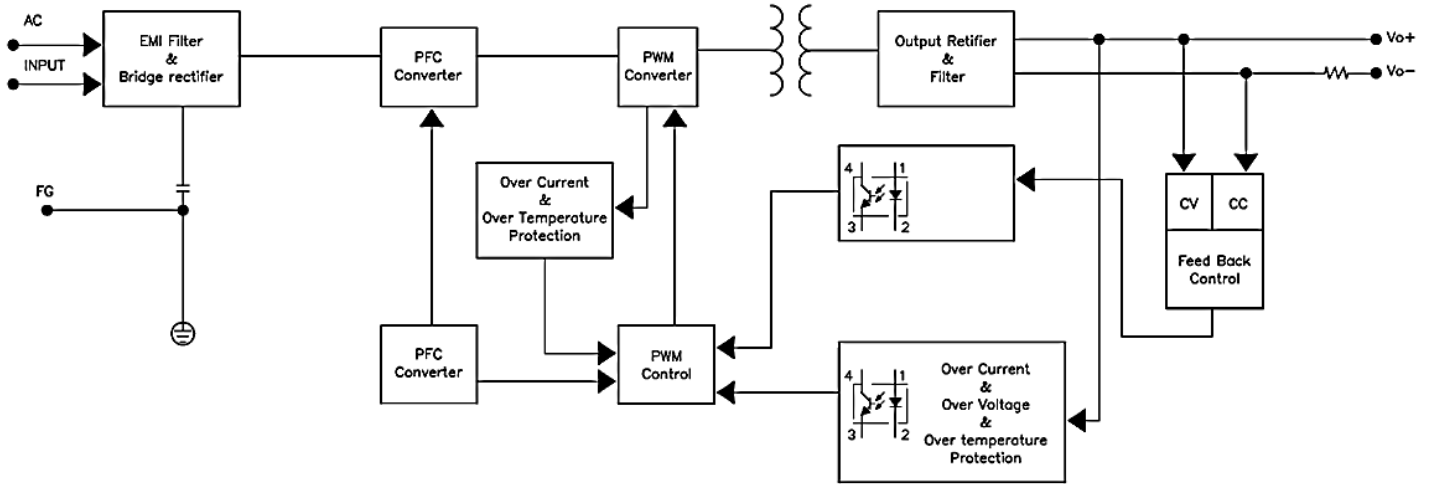 AC
INPUT
EMI Filter
&
Bridge rectifier
PFC
Converter
PWM
Converter
Output Retifier
&
Filter
Vo+
Vo-
FG
Over Current
&
Over Temperature
Protection
4 1
3 2
CV CC
Feed Back
Control
PFC
Converter
PWM
Control
4 1
3 2
Over Current
&
Over Voltage
&
Over temperature
Protection